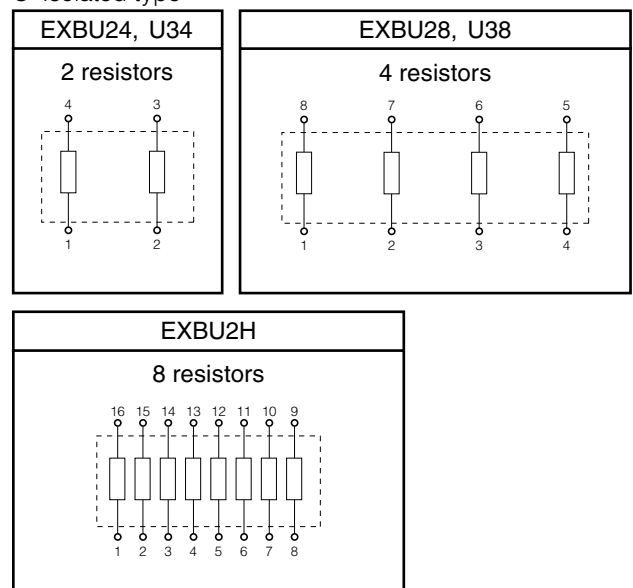 EXBU24, U34
2 resistors
4 3
1 2
EXBU28, U38
4 resistors
8 7 6 5
1 2 3 4
EXBU2H
8 resistors
16 15 14 13 12 11 10 9
1 2 3 4 5 6 7 8